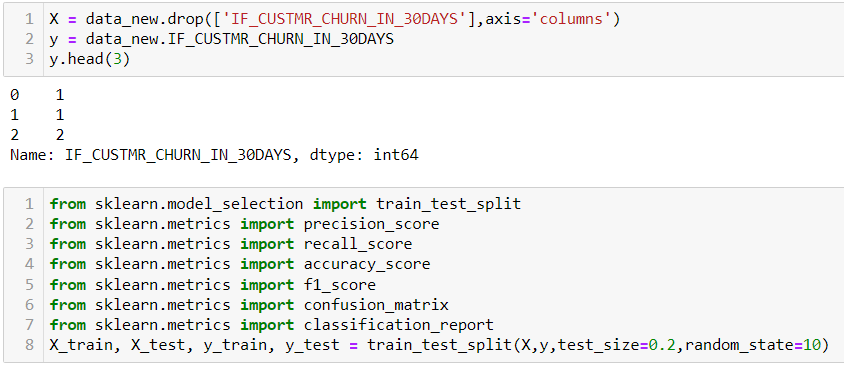 1 X = data_new.drop(['IF_CUSTMR_CHURN_IN_30DAYS'],axis='columns')
2 y = data_new.IF_CUSTMR_CHURN_IN_30DAYS
3 y.head(3)
0    1
1    1
2    2
Name: IF_CUSTMR_CHURN_IN_30DAYS, dtype: int64
1 from sklearn.model_selection import train_test_split
2 from sklearn.metrics import precision_score
3 from sklearn.metrics import recall_score
4 from sklearn.metrics import accuracy_score
5 from sklearn.metrics import f1_score
6 from sklearn.metrics import confusion_matrix
7 from sklearn.metrics import classification_report
8 X_train, X_test, y_train, y_test = train_test_split(X,y,test_size=0.2,random_state=10)